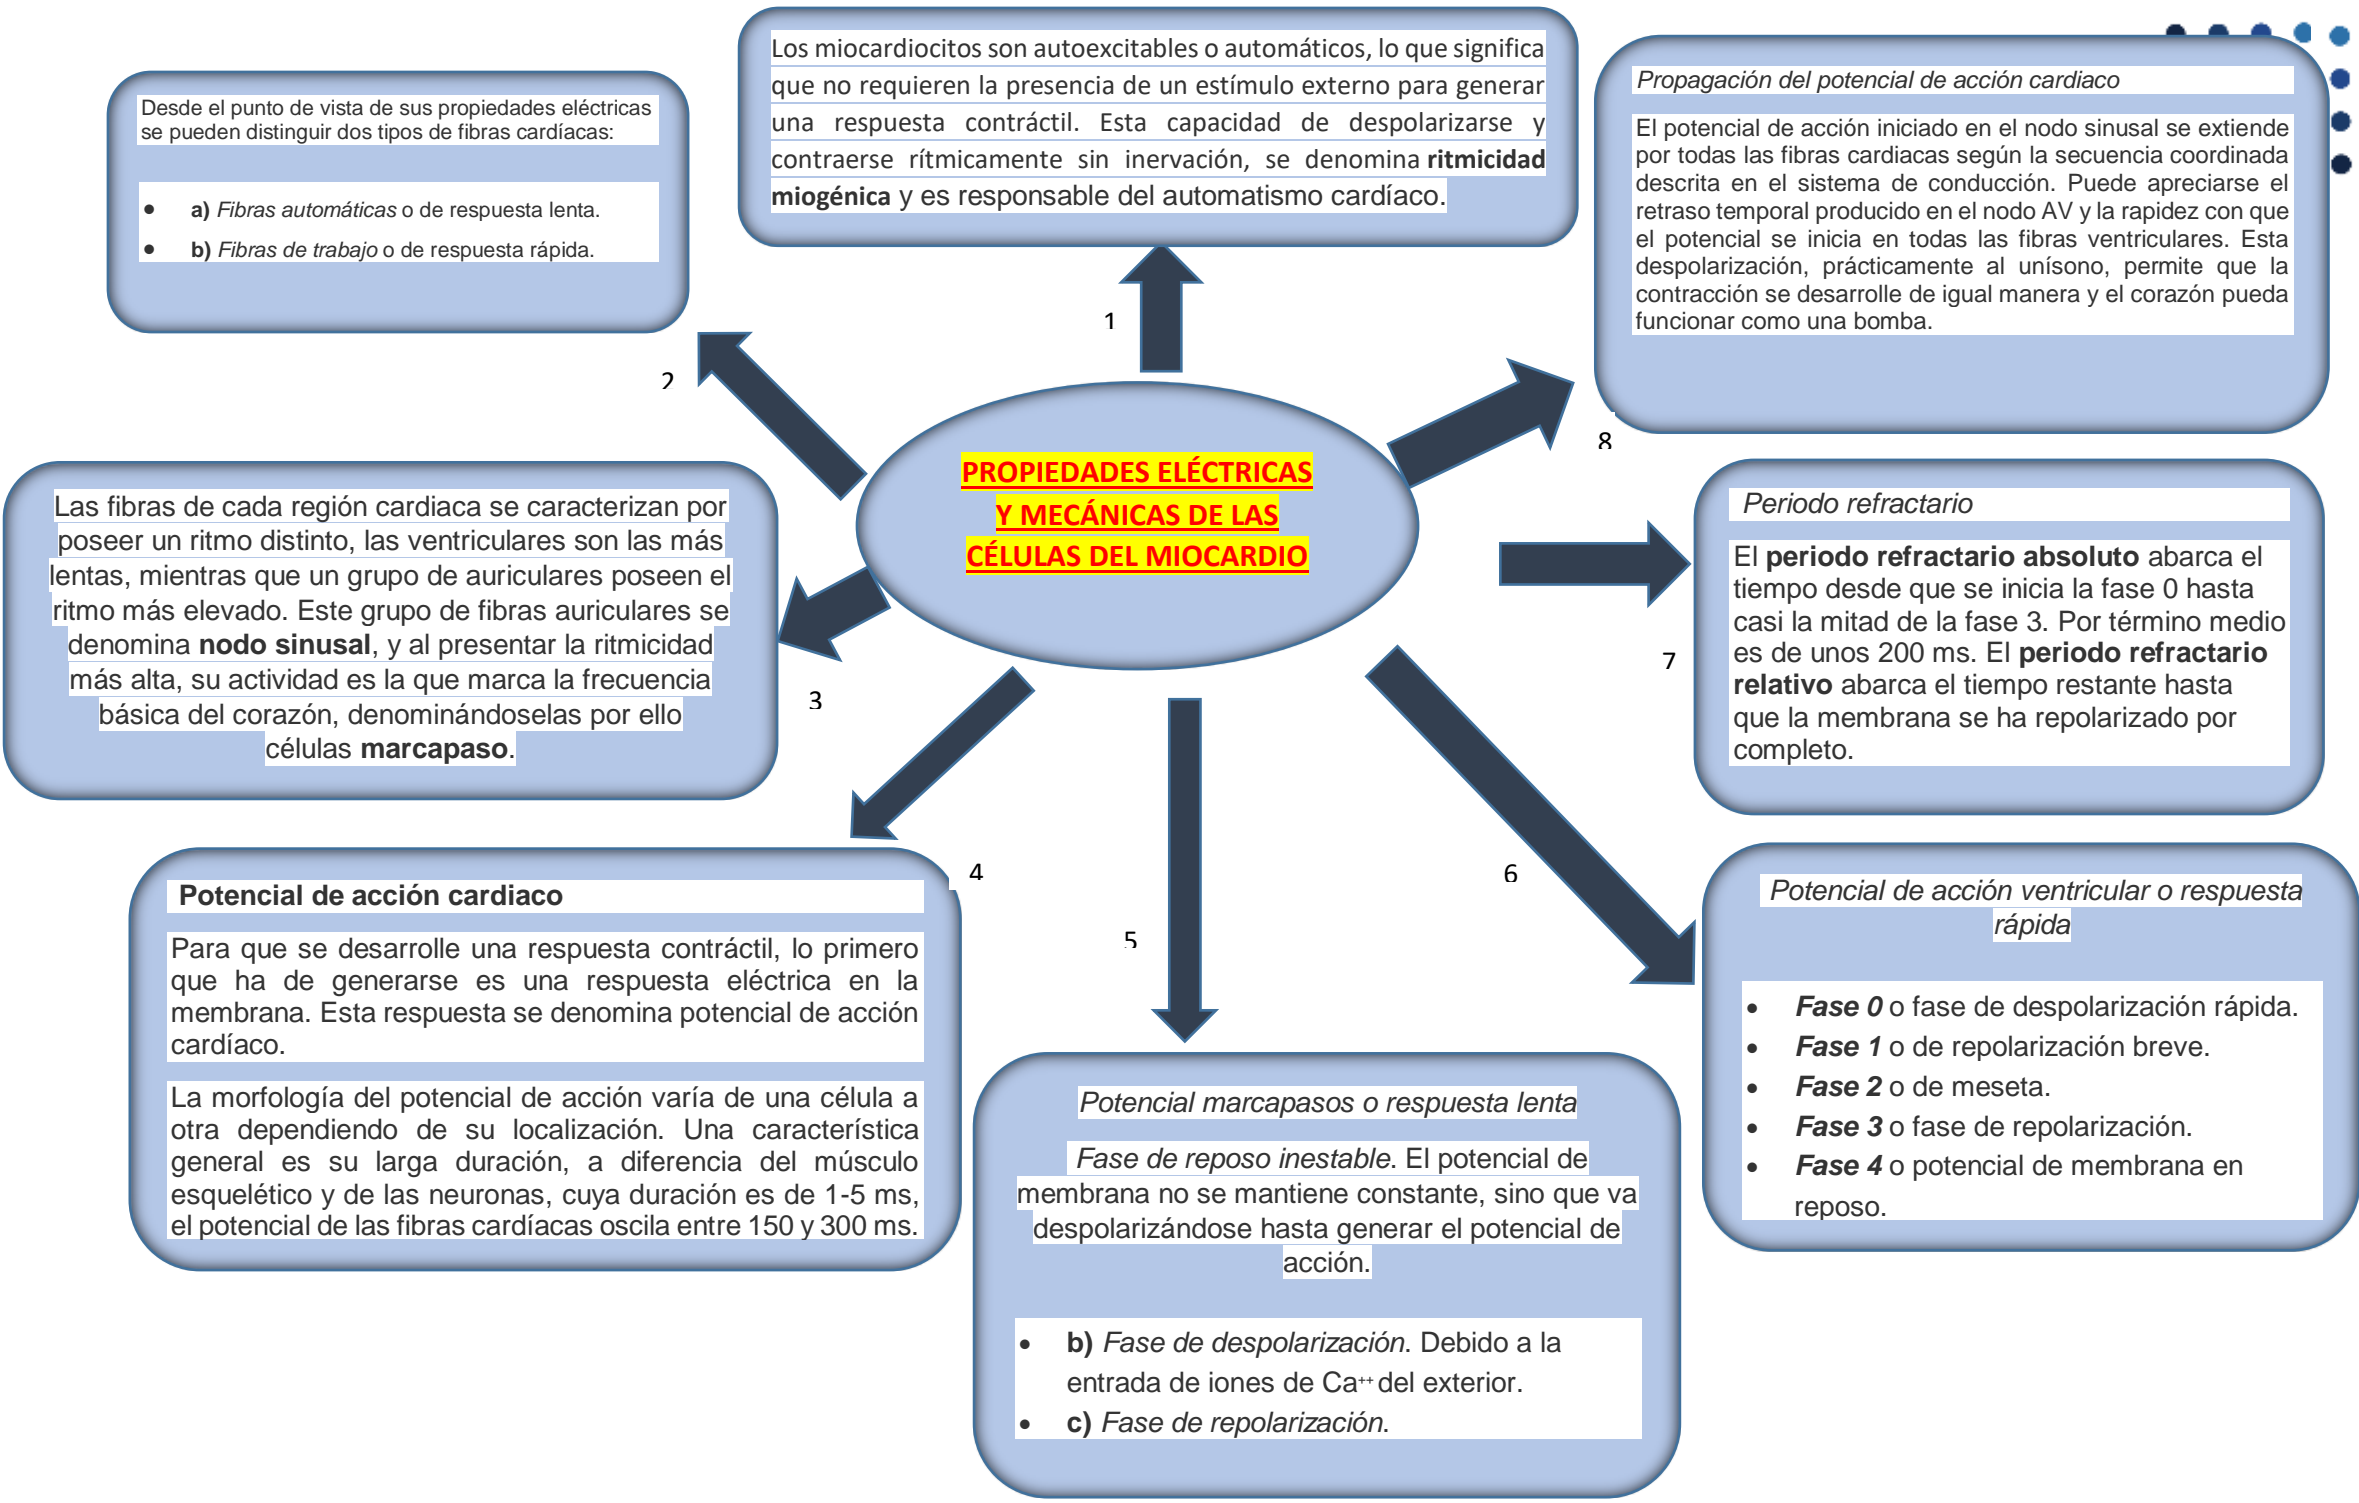 PROPIEDADES ELÉCTRICAS
Y MECÁNICAS DE LAS
CÉLULAS DEL MIOCARDIO
1
Los miocardiocitos son autoexcitables o automáticos, lo que significa
que no requieren la presencia de un estímulo externo para generar
una respuesta contráctil. Esta capacidad de despolarizarse y
contraerse rítmicamente sin inervación, se denomina ritmicidad
miogénica y es responsable del automatismo cardíaco.
2
Desde el punto de vista de sus propiedades eléctricas
se pueden distinguir dos tipos de fibras cardíacas:
• a) Fibras automáticas o de respuesta lenta.
• b) Fibras de trabajo o de respuesta rápida.
3
Las fibras de cada región cardiaca se caracterizan por
poseer un ritmo distinto, las ventriculares son las más
lentas, mientras que un grupo de auriculares poseen el
ritmo más elevado. Este grupo de fibras auriculares se
denomina nodo sinusal, y al presentar la ritmicidad
más alta, su actividad es la que marca la frecuencia
básica del corazón, denominándoselas por ello
células marcapaso.
4
Potencial de acción cardiaco
Para que se desarrolle una respuesta contráctil, lo primero
que ha de generarse es una respuesta eléctrica en la
membrana. Esta respuesta se denomina potencial de acción
cardíaco.
La morfología del potencial de acción varía de una célula a
otra dependiendo de su localización. Una característica
general es su larga duración, a diferencia del músculo
esquelético y de las neuronas, cuya duración es de 1-5 ms,
el potencial de las fibras cardíacas oscila entre 150 y 300 ms.
5
Potencial marcapasos o respuesta lenta
Fase de reposo inestable. El potencial de
membrana no se mantiene constante, sino que va
despolarizándose hasta generar el potencial de
acción.
• b) Fase de despolarización. Debido a la
entrada de iones de Ca++ del exterior.
• c) Fase de repolarización.
6
Potencial de acción ventricular o respuesta
rápida
• Fase 0 o fase de despolarización rápida.
• Fase 1 o de repolarización breve.
• Fase 2 o de meseta.
• Fase 3 o fase de repolarización.
• Fase 4 o potencial de membrana en
reposo.
7
Periodo refractario
El periodo refractario absoluto abarca el
tiempo desde que se inicia la fase 0 hasta
casi la mitad de la fase 3. Por término medio
es de unos 200 ms. El periodo refractario
relativo abarca el tiempo restante hasta
que la membrana se ha repolarizado por
completo.
8
Propagación del potencial de acción cardiaco
El potencial de acción iniciado en el nodo sinusal se extiende
por todas las fibras cardiacas según la secuencia coordinada
descrita en el sistema de conducción. Puede apreciarse el
retraso temporal producido en el nodo AV y la rapidez con que
el potencial se inicia en todas las fibras ventriculares. Esta
despolarización, prácticamente al unísono, permite que la
contracción se desarrolle de igual manera y el corazón pueda
funcionar como una bomba.